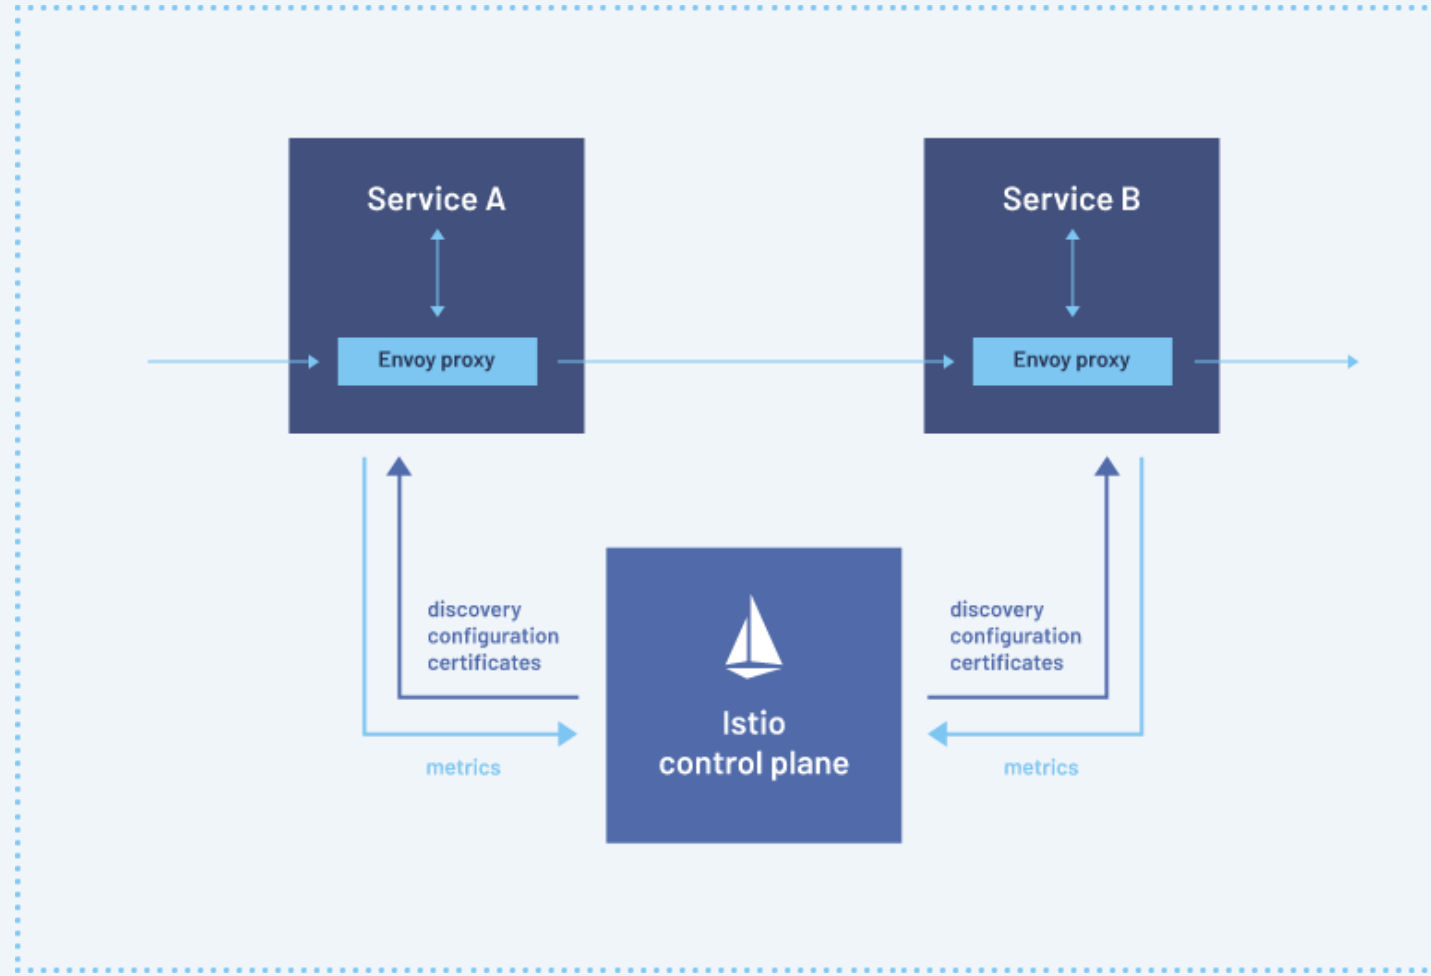 Service A
Envoy proxy
Service B
Envoy proxy
discovery
configuration
certificates
metrics
Istio
control plane
discovery
configuration
certificates
metrics